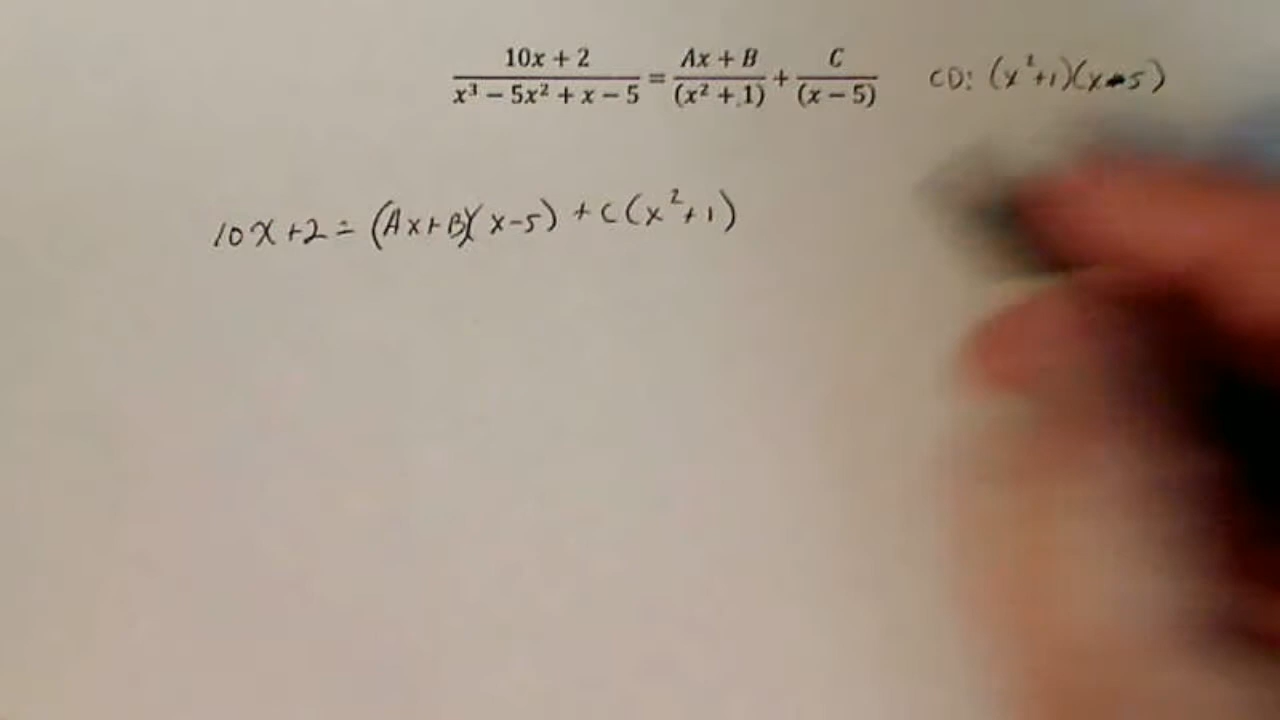 10x + 2 / x³ − 5x² + x − 5 = Ax + B / (x² + 1) + C / (x − 5) CD: (x²+1)(x-5)
10x+2 = (Ax+B)(x-5) + C(x²+1)